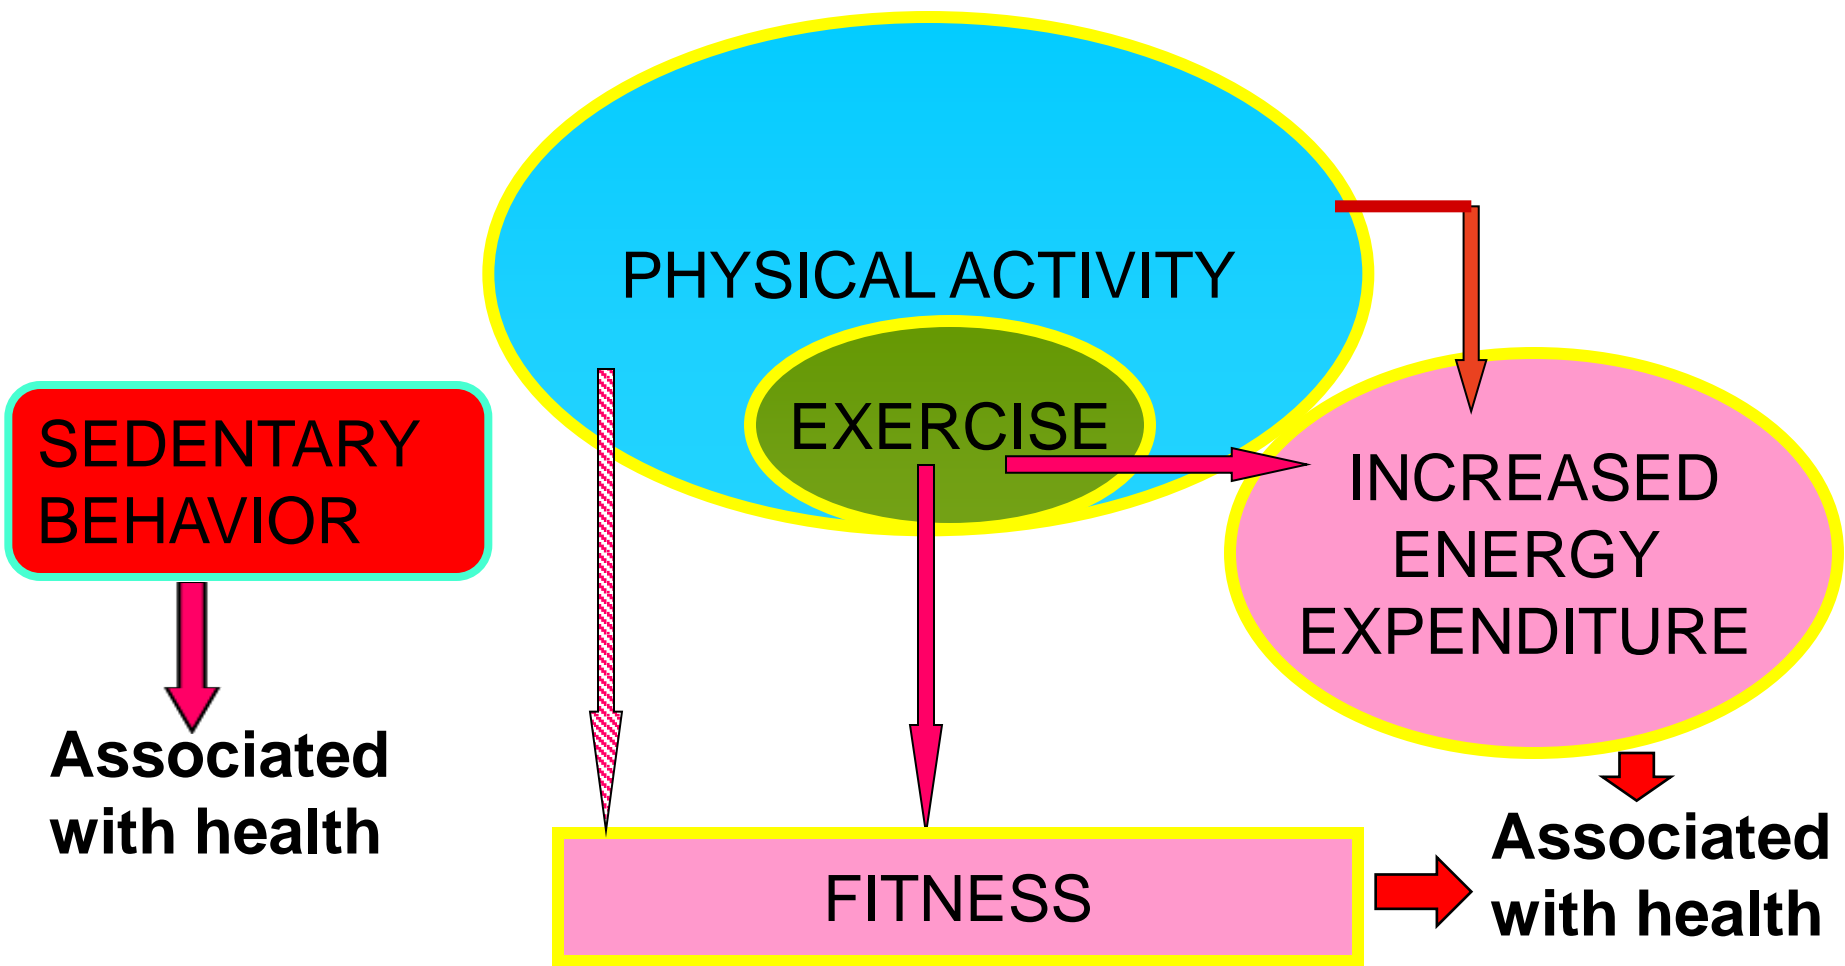 PHYSICAL ACTIVITY
EXERCISE
SEDENTARY
BEHAVIOR
INCREASED
ENERGY
EXPENDITURE
Associated
with health
FITNESS
Associated
with health